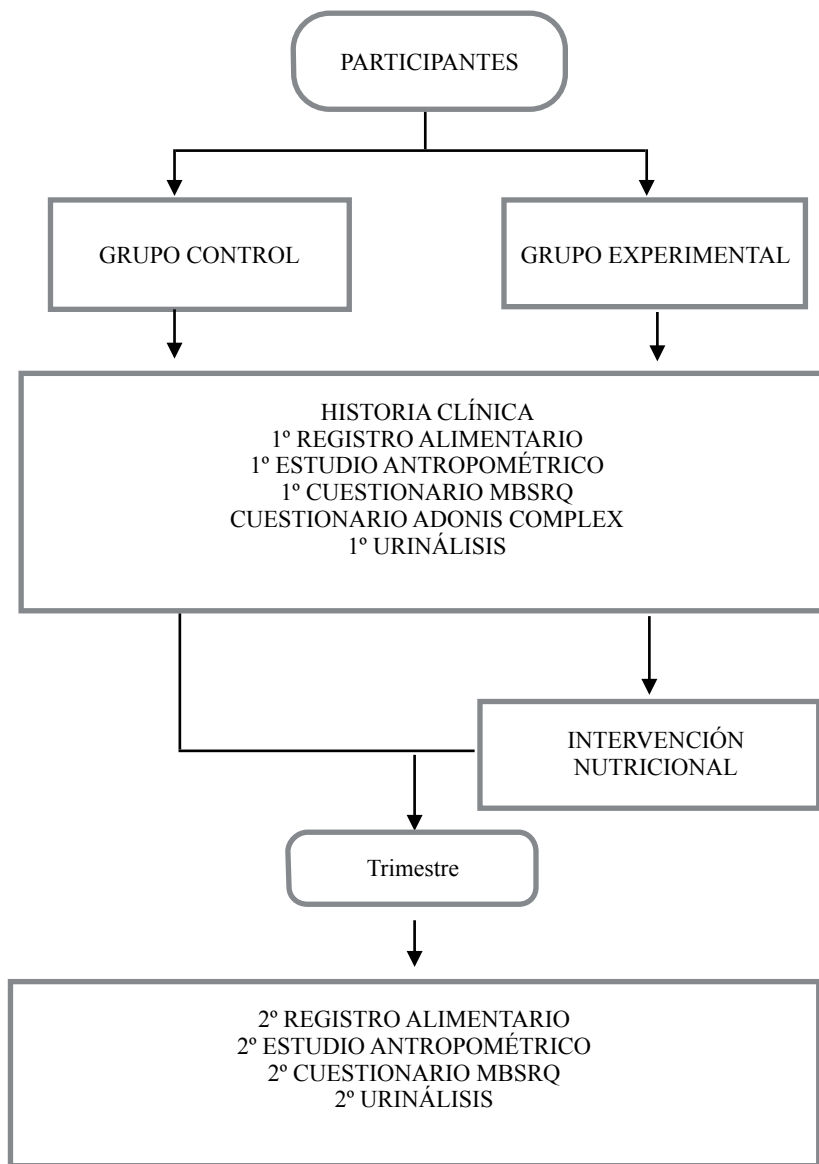 PARTICIPANTES
GRUPO CONTROL
GRUPO EXPERIMENTAL
HISTORIA CLÍNICA
1º REGISTRO ALIMENTARIO
1º ESTUDIO ANTROPOMÉTRICO
1º CUESTIONARIO MBSRQ
CUESTIONARIO ADONIS COMPLEX
1º URINÁLISIS
INTERVENCIÓN
NUTRICIONAL
Trimestre
2º REGISTRO ALIMENTARIO
2º ESTUDIO ANTROPOMÉTRICO
2º CUESTIONARIO MBSRQ
2º URINÁLISIS